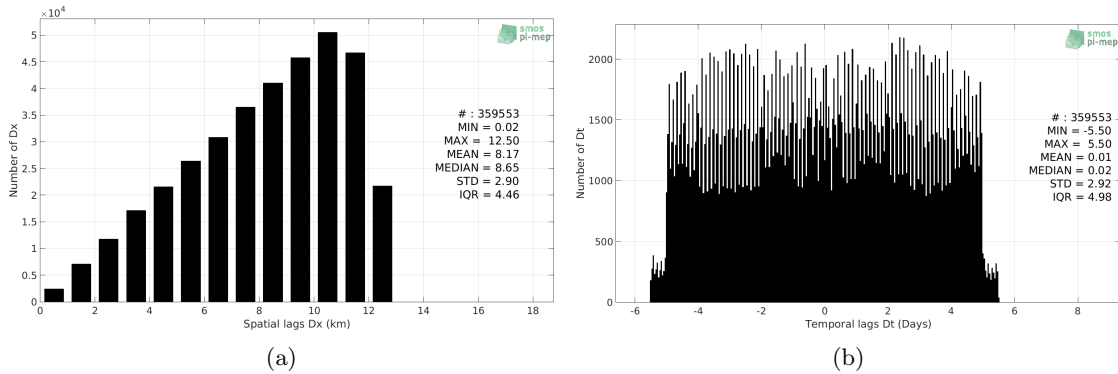 ×10⁴
5
4.5
4
3.5
3
2.5
2
1.5
1
0.5
0
Number of Dx
0 2 4 6 8 10 12 14 16 18
Spatial lags Dx (km)
smos
pi-mep
# : 359553
MIN = 0.02
MAX = 12.50
MEAN = 8.17
MEDIAN = 8.65
STD = 2.90
IQR = 4.46
(a)
2000
1500
1000
500
0
Number of Dt
-6 -4 -2 0 2 4 6 8
Temporal lags Dt (Days)
smos
pi-mep
# : 359553
MIN = -5.50
MAX = 5.50
MEAN = 0.01
MEDIAN = 0.02
STD = 2.92
IQR = 4.98
(b)